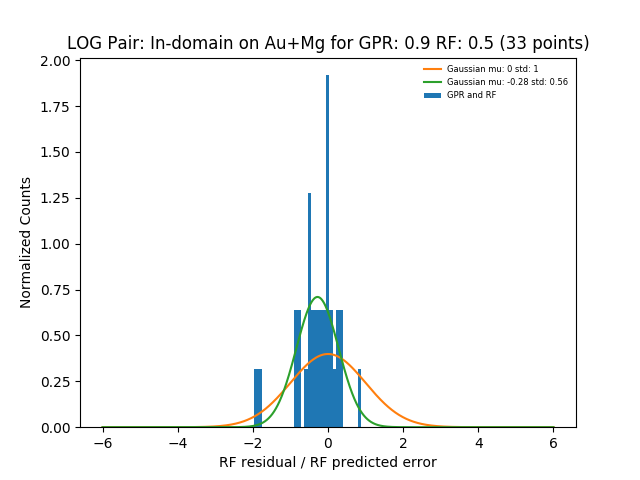 LOG Pair: In-domain on Au+Mg for GPR: 0.9 RF: 0.5 (33 points)
Gaussian mu: 0 std: 1
Gaussian mu: -0.28 std: 0.56
GPR and RF
Normalized Counts
2.00
1.75
1.50
1.25
1.00
0.75
0.50
0.25
0.00
−6 −4 −2 0 2 4 6
RF residual / RF predicted error